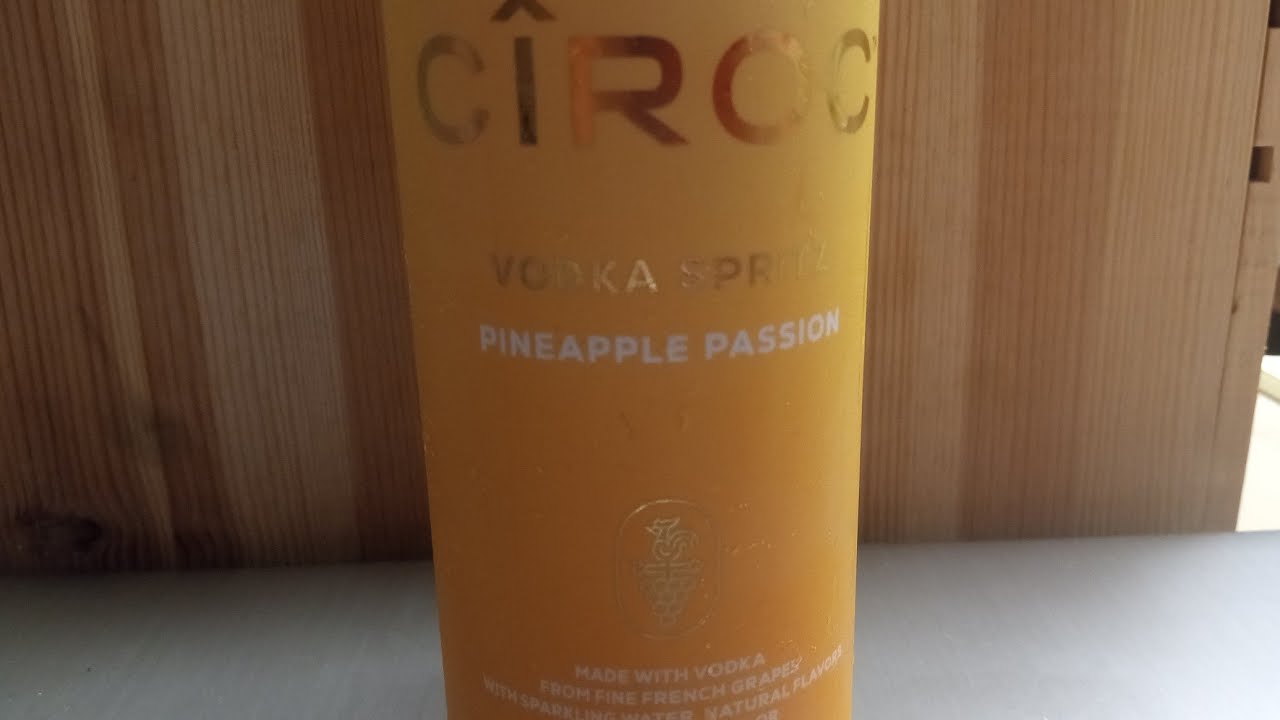 CÎROC
VODKA SPRITZ
PINEAPPLE PASSION
MADE WITH VODKA
FROM FINE FRENCH GRAPES
WITH SPARKLING WATER, NATURAL FLAVORS